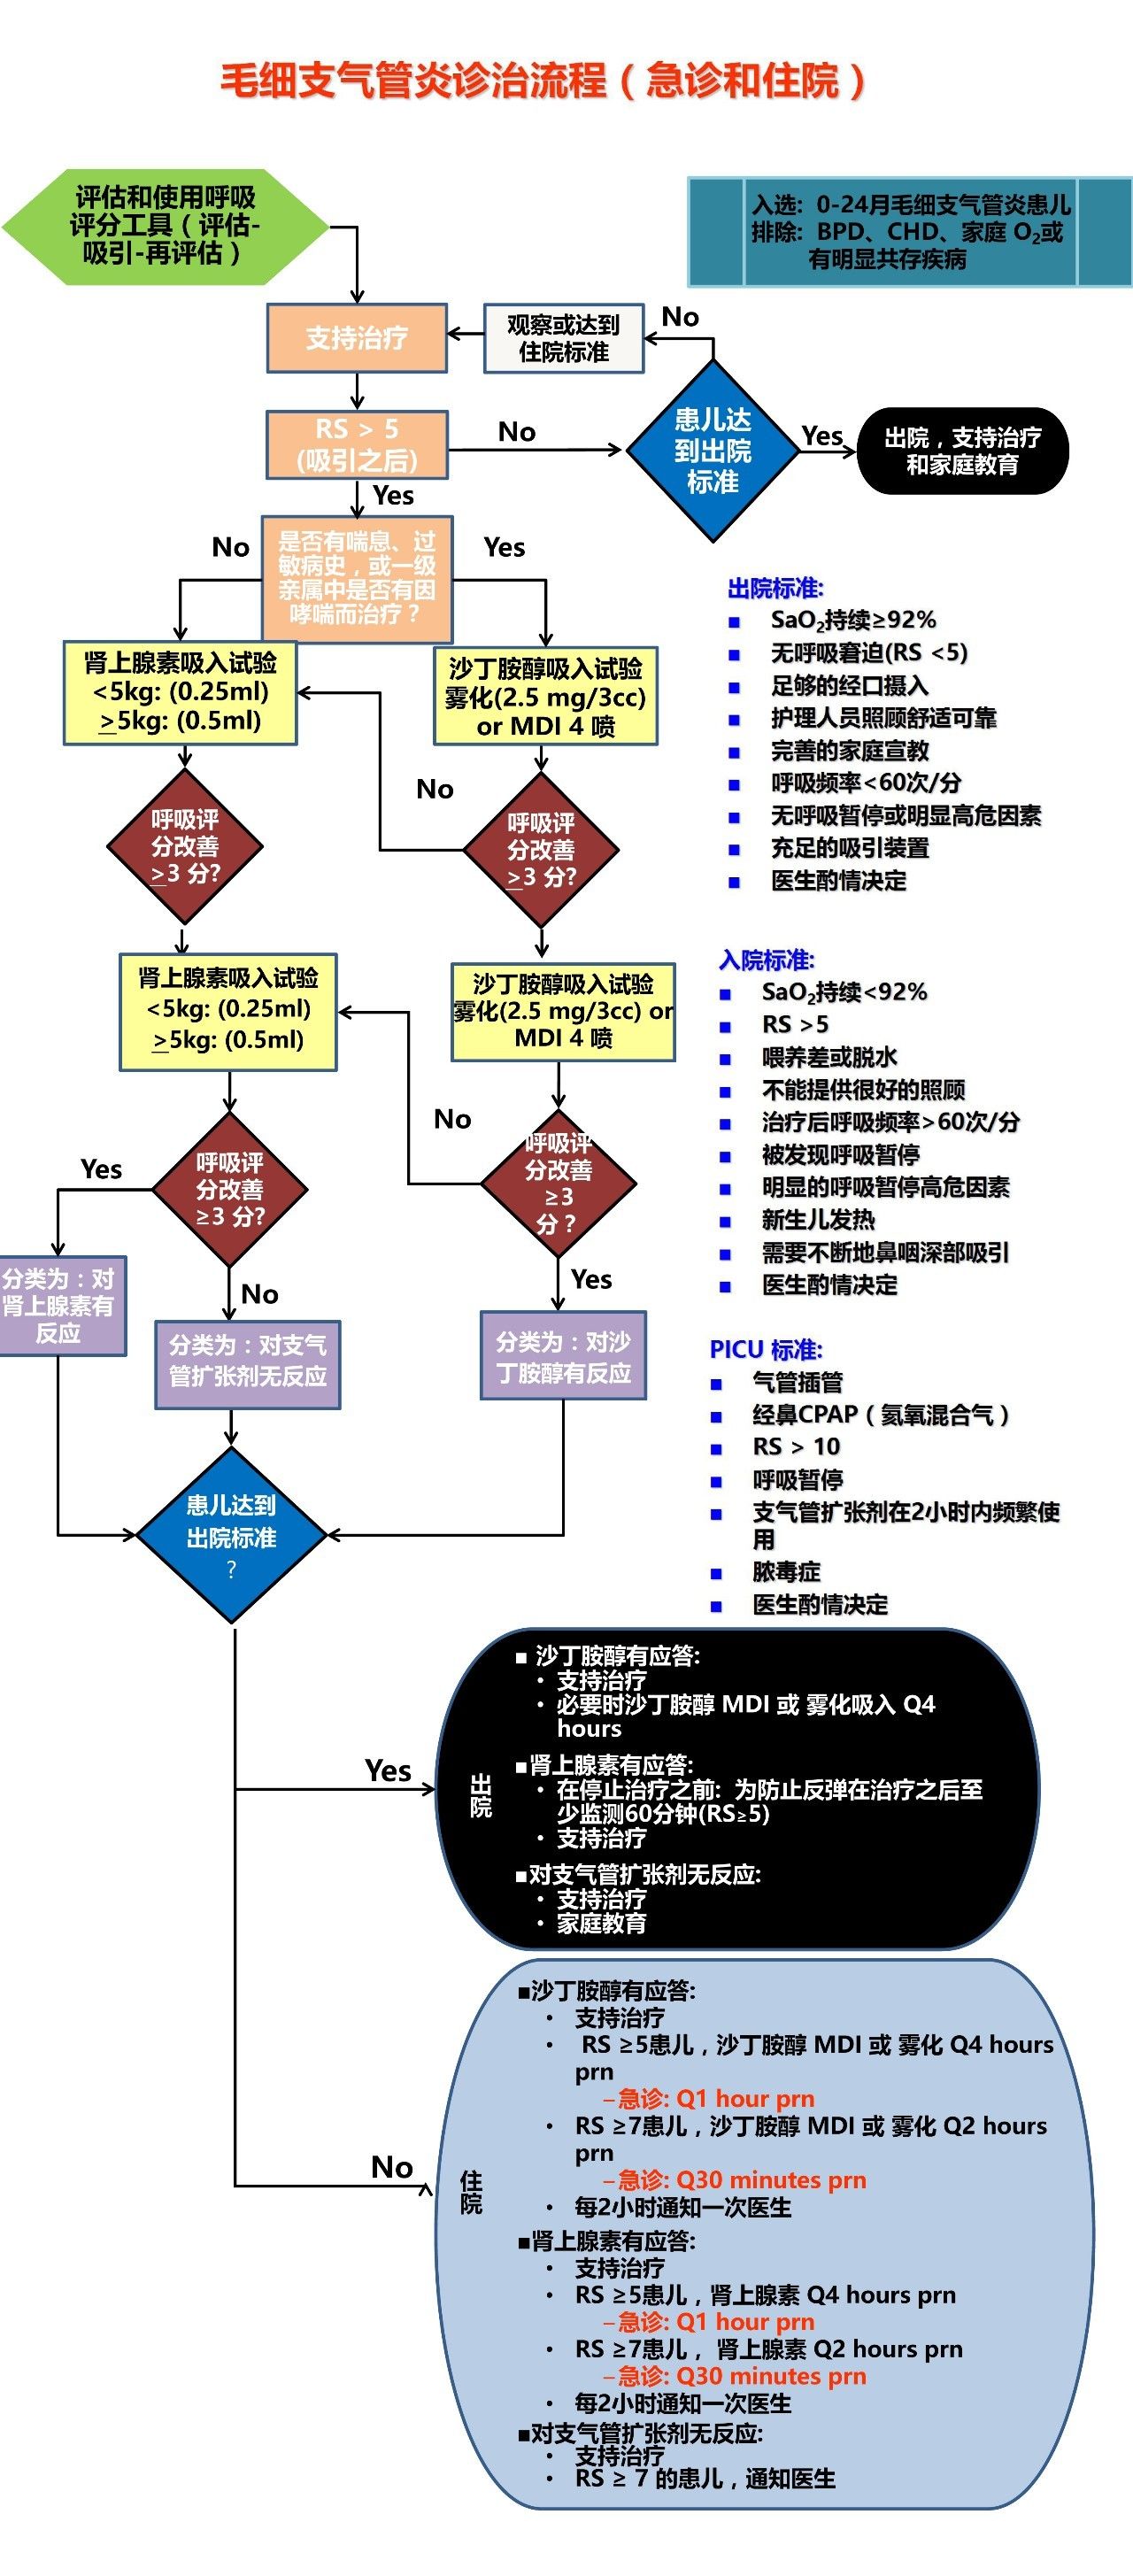 毛细支气管炎诊治流程（急诊和住院）
评估和使用呼吸
评分工具（评估-
吸引-再评估）
入选: 0-24月毛细支气管炎患儿
排除: BPD、CHD、家庭 O2或
有明显共存疾病
支持治疗
观察或达到
住院标准
No
RS > 5
(吸引之后)
No
患儿达
到出院
标准
Yes
出院，支持治疗
和家庭教育
Yes
No
是否有喘息、过
敏病史，或一级
亲属中是否有因
哮喘而治疗？
Yes
肾上腺素吸入试验
<5kg: (0.25ml)
≥5kg: (0.5ml)
沙丁胺醇吸入试验
雾化(2.5 mg/3cc)
or MDI 4 喷
No
呼吸评
分改善
≥3 分?
呼吸评
分改善
≥3 分?
肾上腺素吸入试验
<5kg: (0.25ml)
≥5kg: (0.5ml)
沙丁胺醇吸入试验
雾化(2.5 mg/3cc) or
MDI 4 喷
No
呼吸评
分改善
≥3 分?
呼吸评
分改善
≥3
分？
Yes
No
Yes
分类为：对
肾上腺素有
反应
分类为：对支气
管扩张剂无反应
分类为：对沙
丁胺醇有反应
患儿达到
出院标准
?
出院标准:
■ SaO2持续≥92%
■ 无呼吸窘迫(RS <5)
■ 足够的经口摄入
■ 护理人员照顾舒适可靠
■ 完善的家庭宣教
■ 呼吸频率<60次/分
■ 无呼吸暂停或明显高危因素
■ 充足的吸引装置
■ 医生酌情决定
入院标准:
■ SaO2持续<92%
■ RS >5
■ 喂养差或脱水
■ 不能提供很好的照顾
■ 治疗后呼吸频率>60次/分
■ 被发现呼吸暂停
■ 明显的呼吸暂停高危因素
■ 新生儿发热
■ 需要不断地鼻咽深部吸引
■ 医生酌情决定
PICU 标准:
■ 气管插管
■ 经鼻CPAP（氦氧混合气）
■ RS > 10
■ 呼吸暂停
■ 支气管扩张剂在2小时内频繁使
用
■ 脓毒症
■ 医生酌情决定
Yes
出院
■ 沙丁胺醇有应答:
• 支持治疗
• 必要时沙丁胺醇 MDI 或 雾化吸入 Q4
hours
■肾上腺素有应答:
• 在停止治疗之前: 为防止反弹在治疗之后至
少监测60分钟(RS≥5)
• 支持治疗
■对支气管扩张剂无反应:
• 支持治疗
• 家庭教育
No
住院
■沙丁胺醇有应答:
• 支持治疗
• RS ≥5患儿，沙丁胺醇 MDI 或 雾化 Q4 hours
prn
–急诊: Q1 hour prn
• RS ≥7患儿，沙丁胺醇 MDI 或 雾化 Q2 hours
prn
–急诊: Q30 minutes prn
• 每2小时通知一次医生
■肾上腺素有应答:
• 支持治疗
• RS ≥5患儿，肾上腺素 Q4 hours prn
–急诊: Q1 hour prn
• RS ≥7患儿， 肾上腺素 Q2 hours prn
–急诊: Q30 minutes prn
• 每2小时通知一次医生
■对支气管扩张剂无反应:
• 支持治疗
• RS ≥ 7 的患儿，通知医生